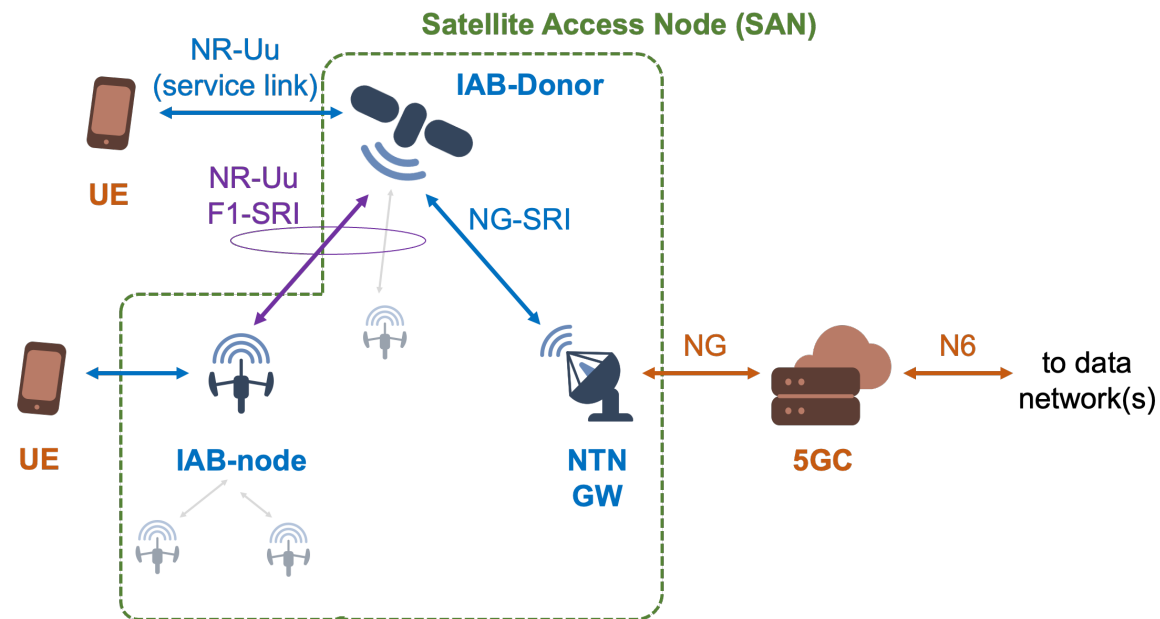 Satellite Access Node (SAN)
NR-Uu
(service link)
IAB-Donor
UE
NR-Uu
F1-SRI
NG-SRI
NG
N6
to data
network(s)
UE
IAB-node
NTN
GW
5GC